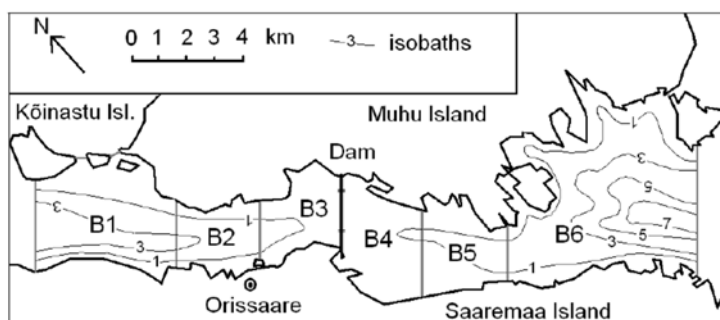 N
0 1 2 3 4 km
3 isobaths
Kõinastu Isl.
Muhu Island
Dam
1
3
5
7
5
3
1
3
B1
3
1
B2
1
B3
B4
B5
B6
Orissaare
Saaremaa Island